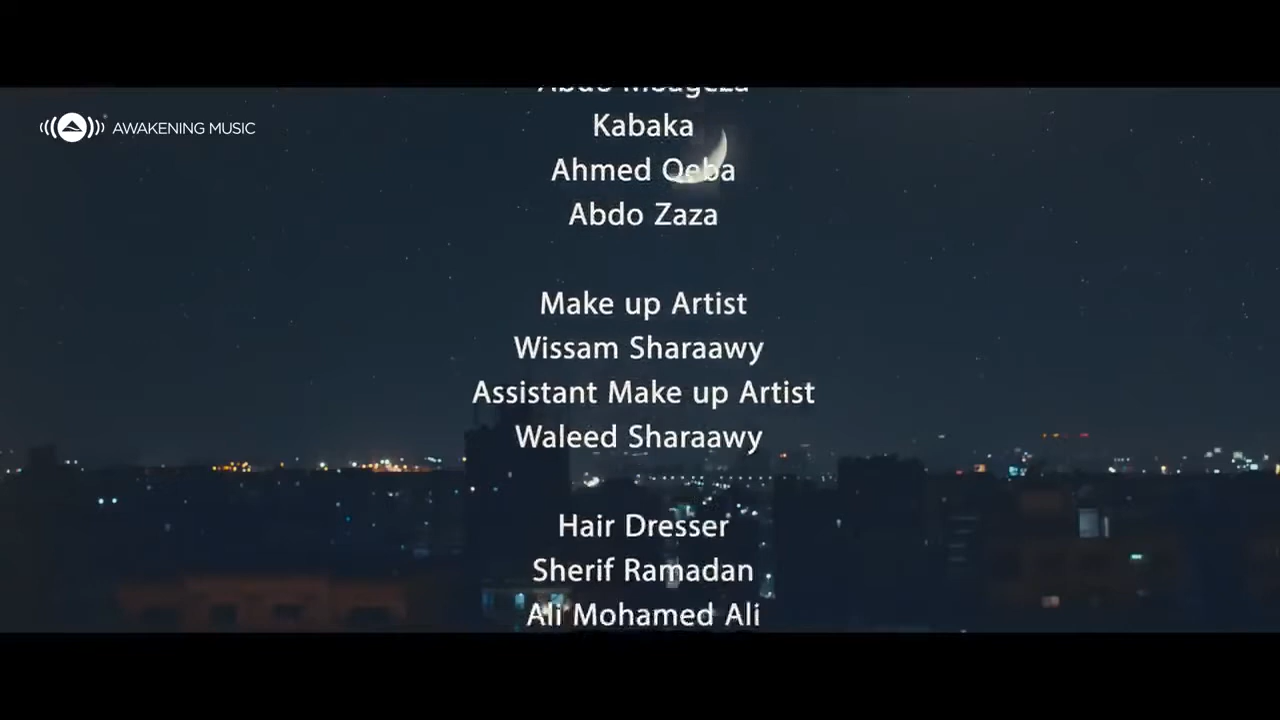 AWAKENING MUSIC
Kabaka
Ahmed Qeba
Abdo Zaza
Make up Artist
Wissam Sharaawy
Assistant Make up Artist
Waleed Sharaawy
Hair Dresser
Sherif Ramadan
Ali Mohamed Ali